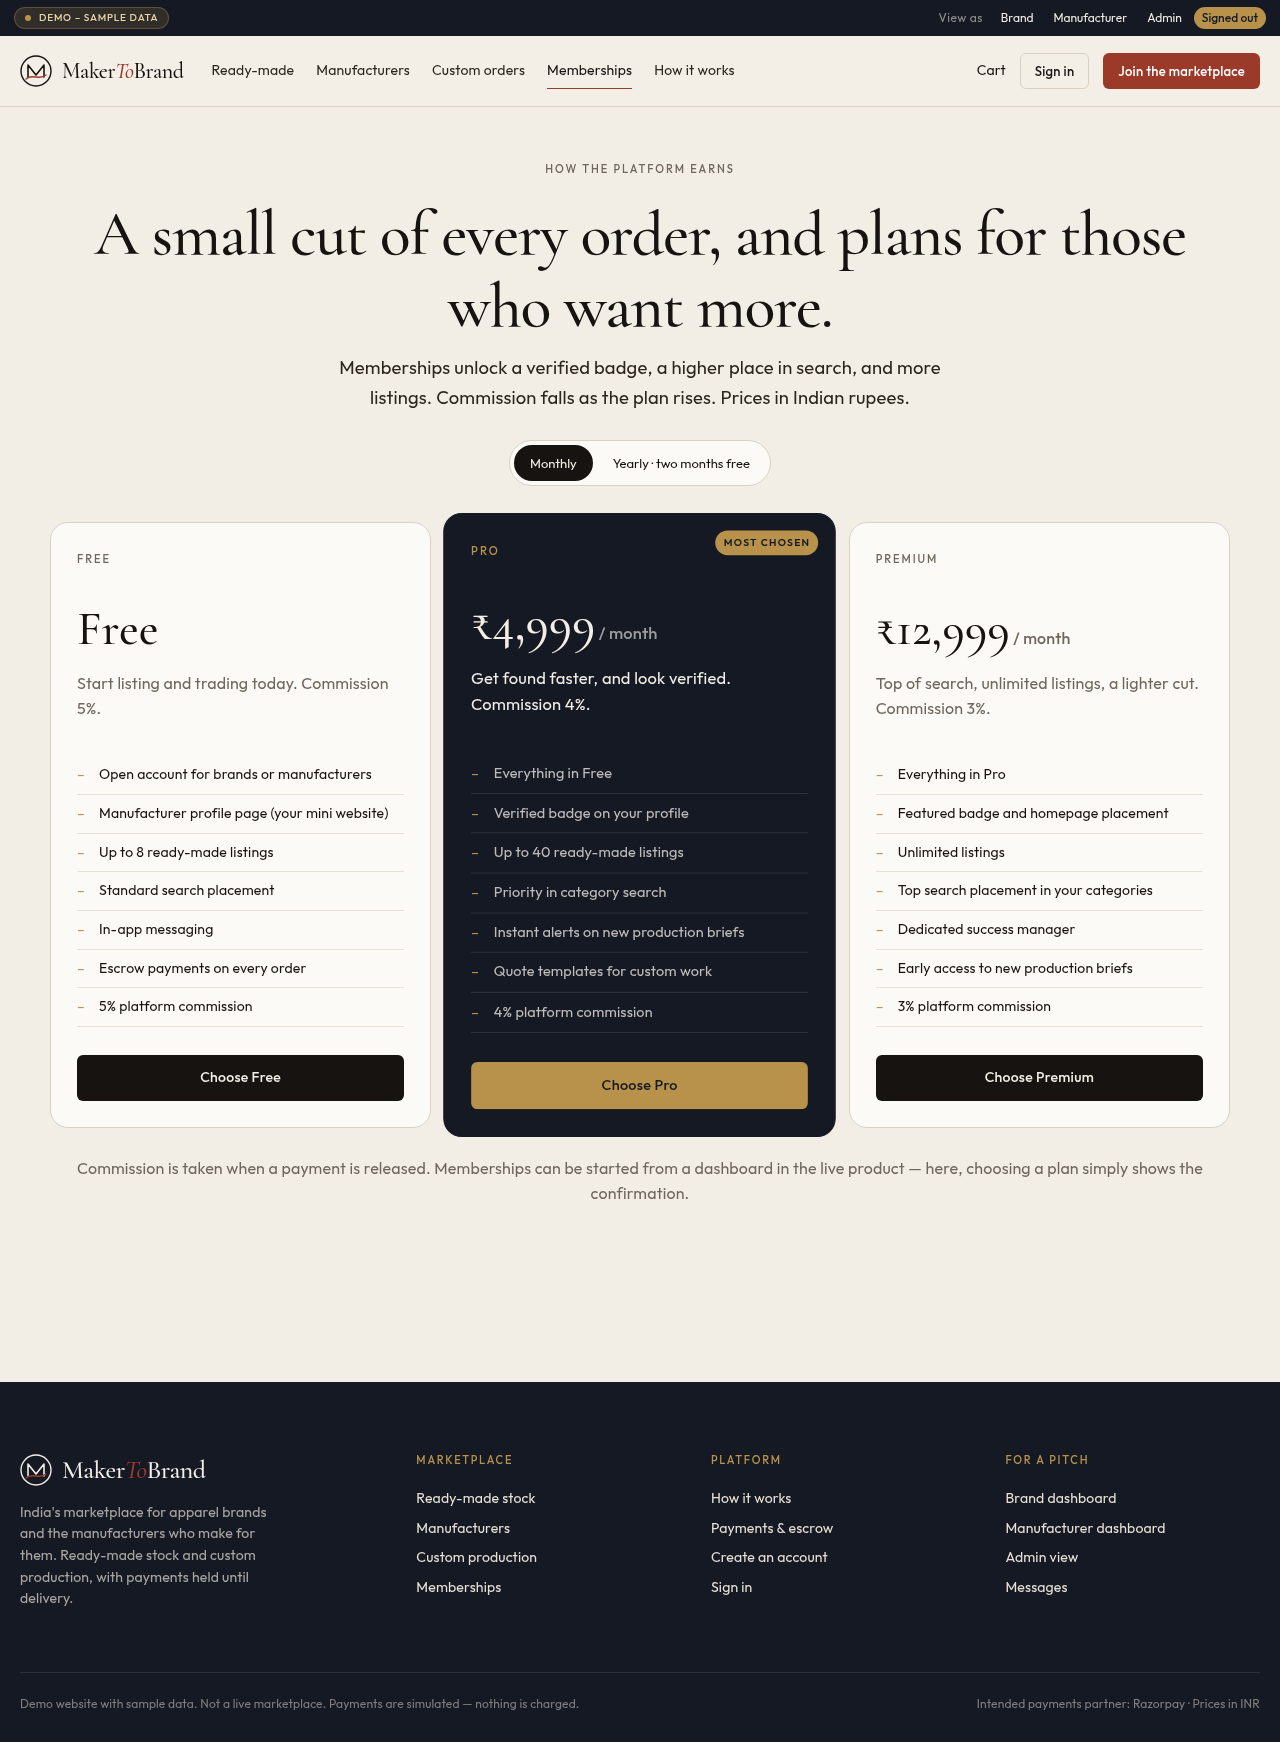 DEMO – SAMPLE DATA
View as Brand Manufacturer Admin Signed out
MakerToBrand Ready-made Manufacturers Custom orders Memberships How it works Cart Sign in Join the marketplace
HOW THE PLATFORM EARNS
A small cut of every order, and plans for those
who want more.
Memberships unlock a verified badge, a higher place in search, and more
listings. Commission falls as the plan rises. Prices in Indian rupees.
Monthly Yearly · two months free
FREE
Free
Start listing and trading today. Commission
5%.
– Open account for brands or manufacturers
– Manufacturer profile page (your mini website)
– Up to 8 ready-made listings
– Standard search placement
– In-app messaging
– Escrow payments on every order
– 5% platform commission
Choose Free
PRO
MOST CHOSEN
₹4,999 / month
Get found faster, and look verified.
Commission 4%.
– Everything in Free
– Verified badge on your profile
– Up to 40 ready-made listings
– Priority in category search
– Instant alerts on new production briefs
– Quote templates for custom work
– 4% platform commission
Choose Pro
PREMIUM
₹12,999 / month
Top of search, unlimited listings, a lighter cut.
Commission 3%.
– Everything in Pro
– Featured badge and homepage placement
– Unlimited listings
– Top search placement in your categories
– Dedicated success manager
– Early access to new production briefs
– 3% platform commission
Choose Premium
Commission is taken when a payment is released. Memberships can be started from a dashboard in the live product — here, choosing a plan simply shows the
confirmation.
MakerToBrand
India's marketplace for apparel brands
and the manufacturers who make for
them. Ready-made stock and custom
production, with payments held until
delivery.
MARKETPLACE
Ready-made stock
Manufacturers
Custom production
Memberships
PLATFORM
How it works
Payments & escrow
Create an account
Sign in
FOR A PITCH
Brand dashboard
Manufacturer dashboard
Admin view
Messages
Demo website with sample data. Not a live marketplace. Payments are simulated — nothing is charged.
Intended payments partner: Razorpay · Prices in INR